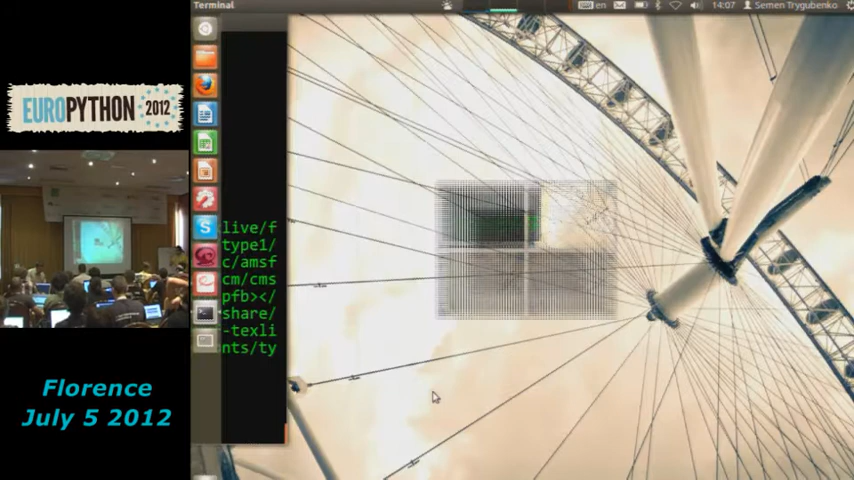 Terminal
en
14:07
Semen Trygubenko
EUROPYTHON 2012
live/f
type1/
c/amsf
cm/cms
pfb></
share/
-texli
nts/ty
Florence
July 5 2012